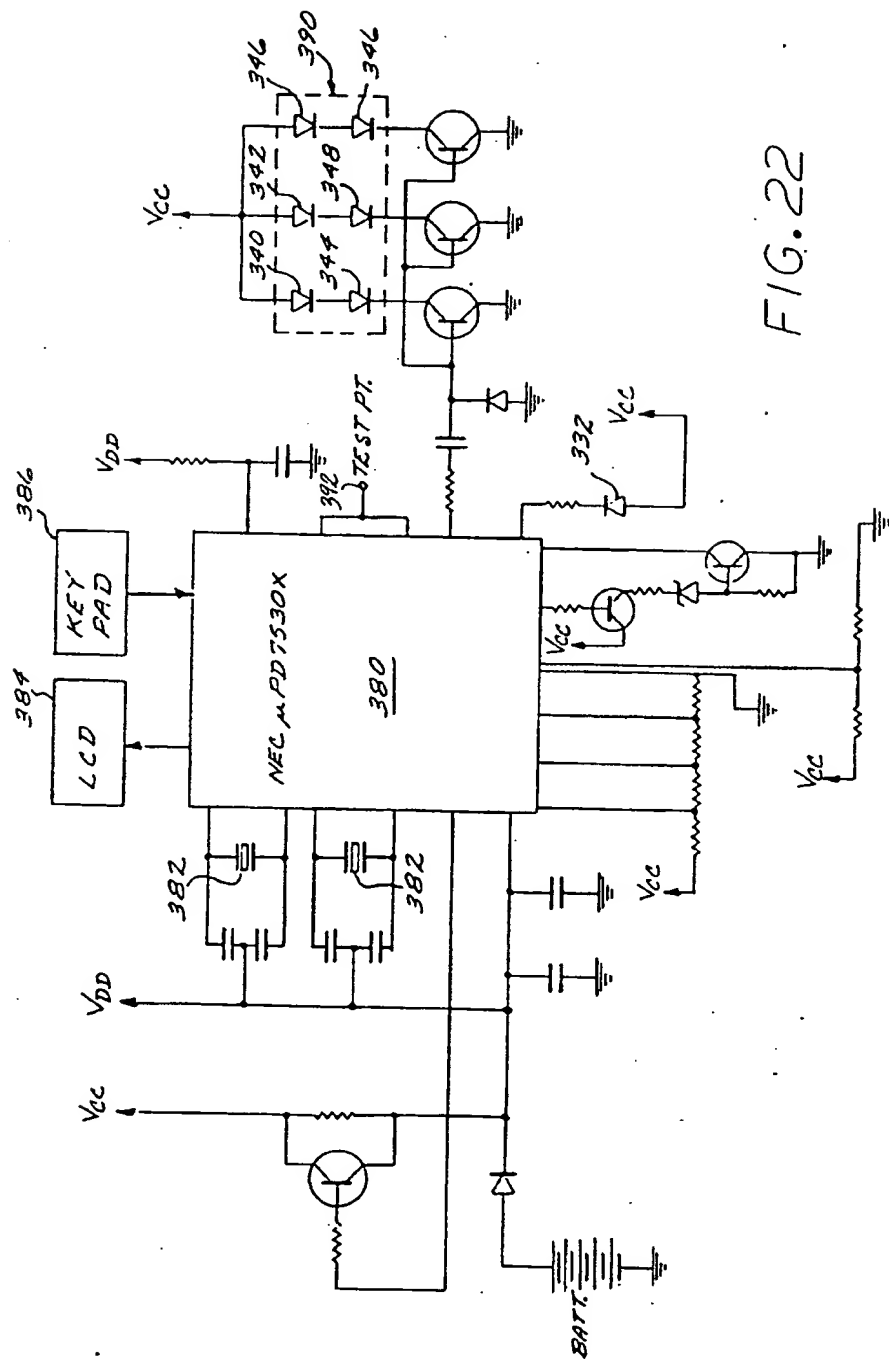 384
LCD
386
KEY
PAD
VCC
VDD
VDD
VCC
346
390
342
340
346
348
344
382
382
NEC µPD7530X
380
392
TEST PT.
332
VCC
VCC
VCC
VCC
BATT.
FIG. 22